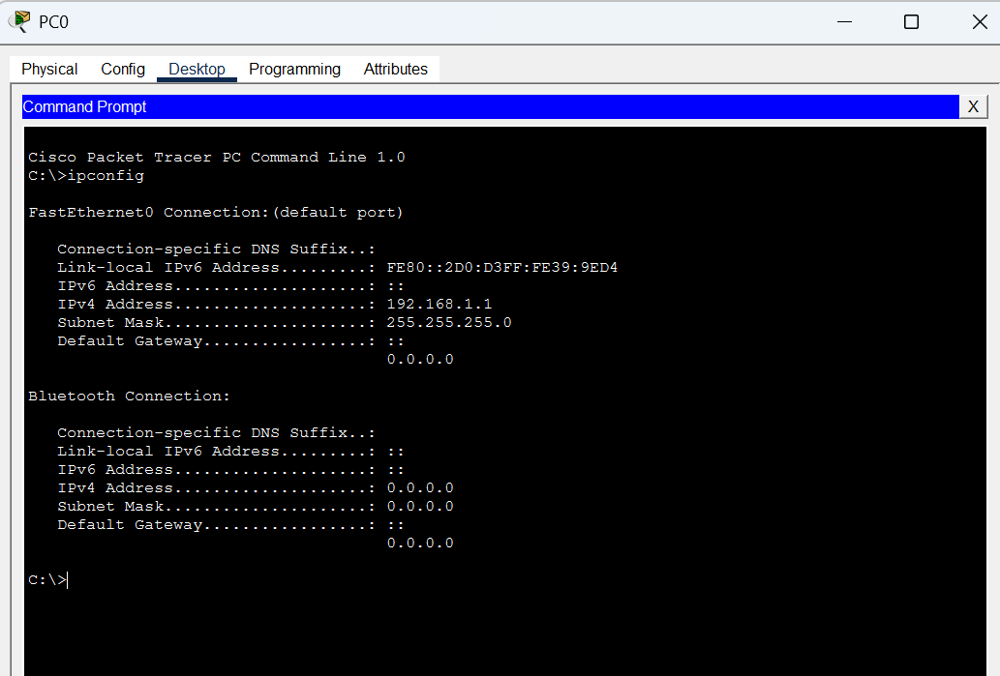 PC0
Physical Config Desktop Programming Attributes
Command Prompt X
Cisco Packet Tracer PC Command Line 1.0
C:\>ipconfig
FastEthernet0 Connection:(default port)
Connection-specific DNS Suffix..:
Link-local IPv6 Address.........: FE80::2D0:D3FF:FE39:9ED4
IPv6 Address....................: ::
IPv4 Address....................: 192.168.1.1
Subnet Mask.....................: 255.255.255.0
Default Gateway.................: ::
0.0.0.0
Bluetooth Connection:
Connection-specific DNS Suffix..:
Link-local IPv6 Address.........: ::
IPv6 Address....................: ::
IPv4 Address....................: 0.0.0.0
Subnet Mask.....................: 0.0.0.0
Default Gateway.................: ::
0.0.0.0
C:\>